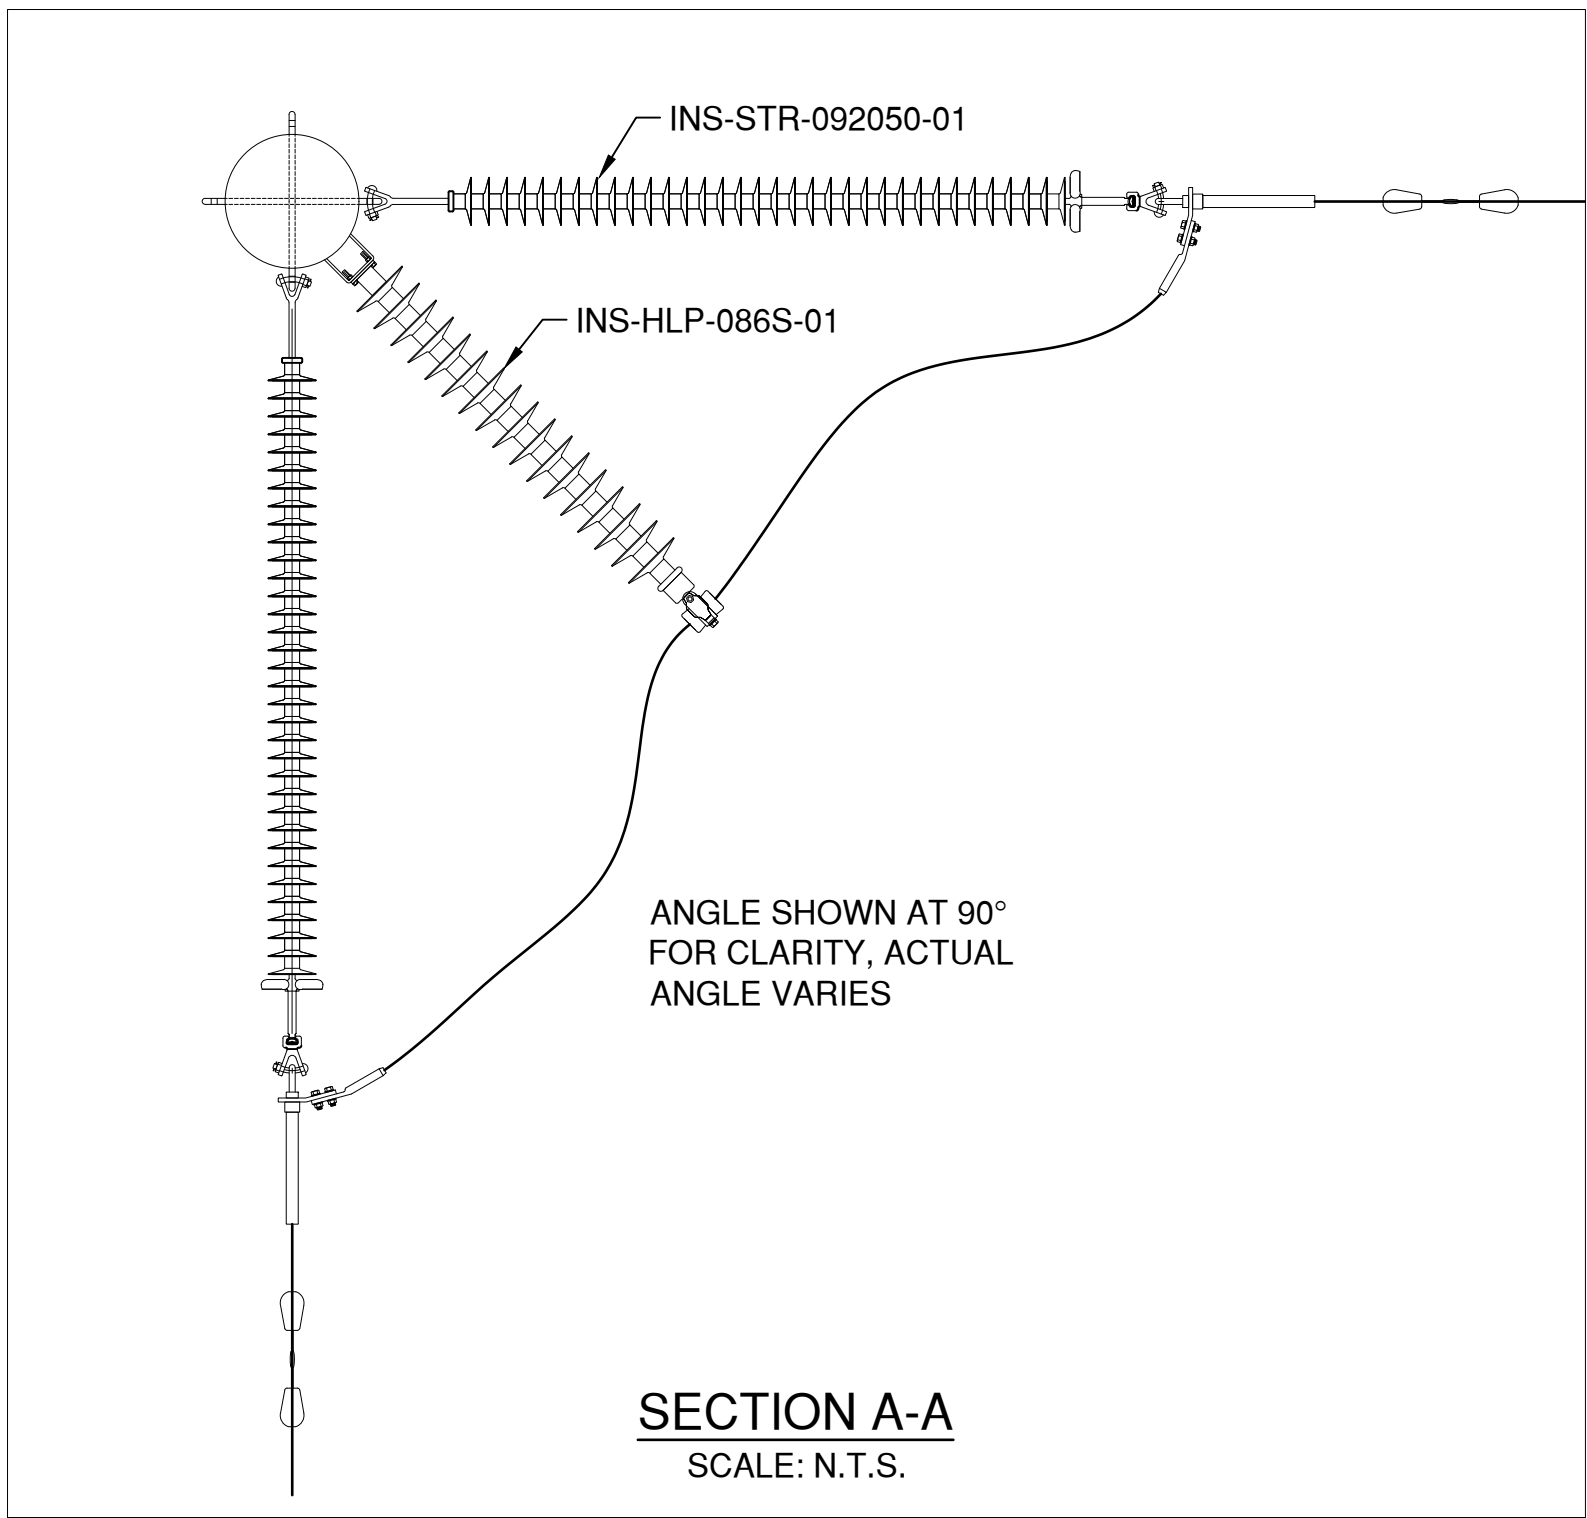 INS-STR-092050-01
INS-HLP-086S-01
ANGLE SHOWN AT 90°
FOR CLARITY, ACTUAL
ANGLE VARIES
SECTION A-A
SCALE: N.T.S.